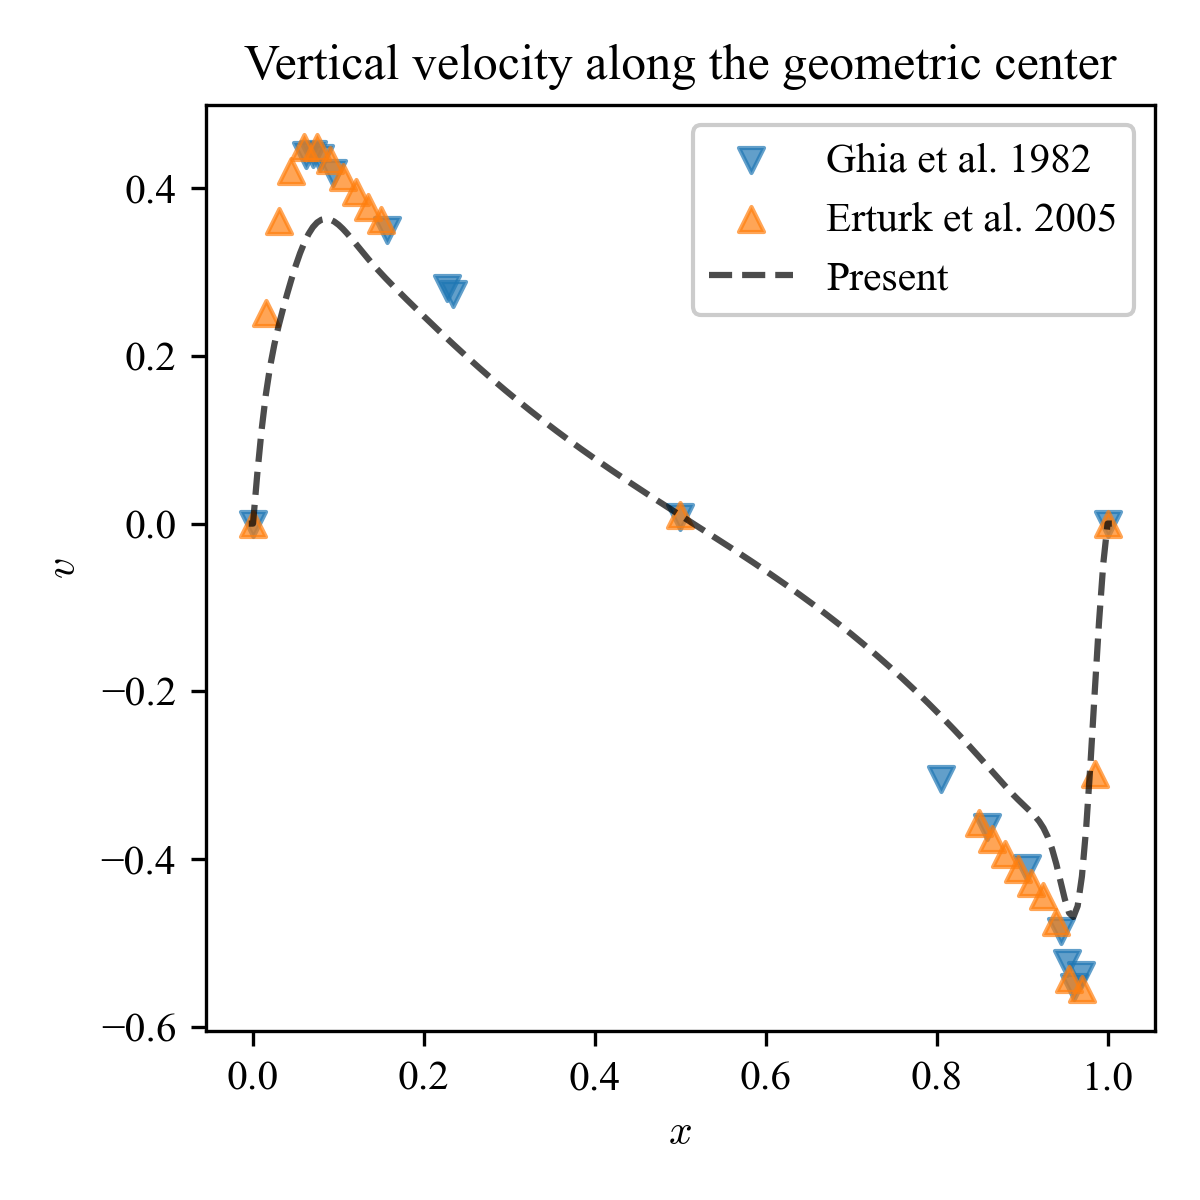 Vertical velocity along the geometric center
Ghia et al. 1982
Erturk et al. 2005
Present
0.4
0.2
0.0
−0.2
−0.4
−0.6
v
0.0 0.2 0.4 0.6 0.8 1.0
x